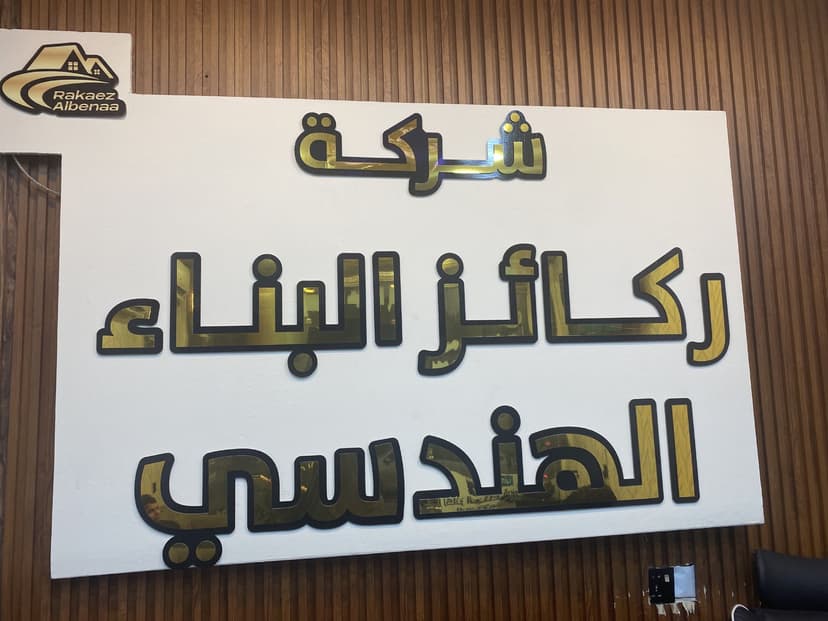 Rakaez
Albenaa
شركة
ركائز البناء
الهندسي